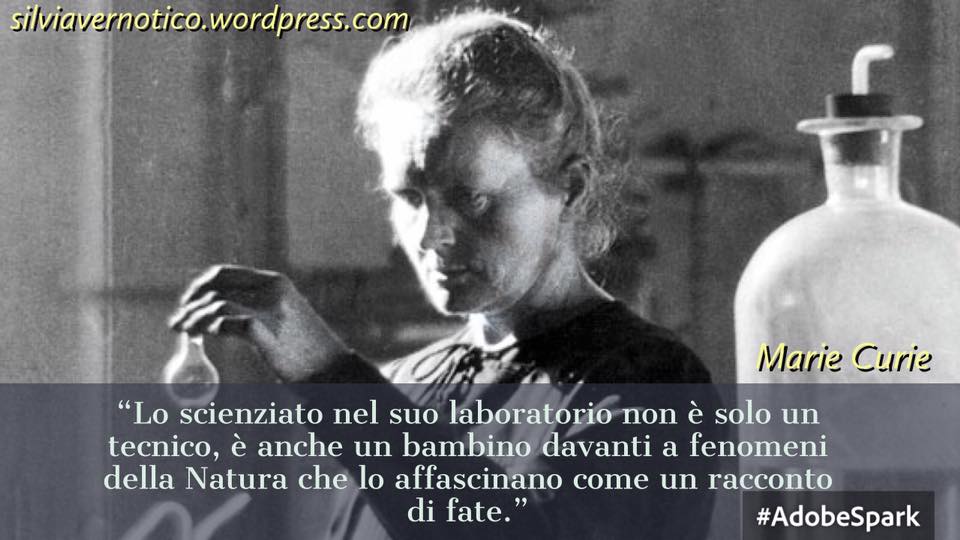 silviavernotico.wordpress.com
Marie Curie
“Lo scienziato nel suo laboratorio non è solo un
tecnico, è anche un bambino davanti a fenomeni
della Natura che lo affascinano come un racconto
di fate.”
#AdobeSpark